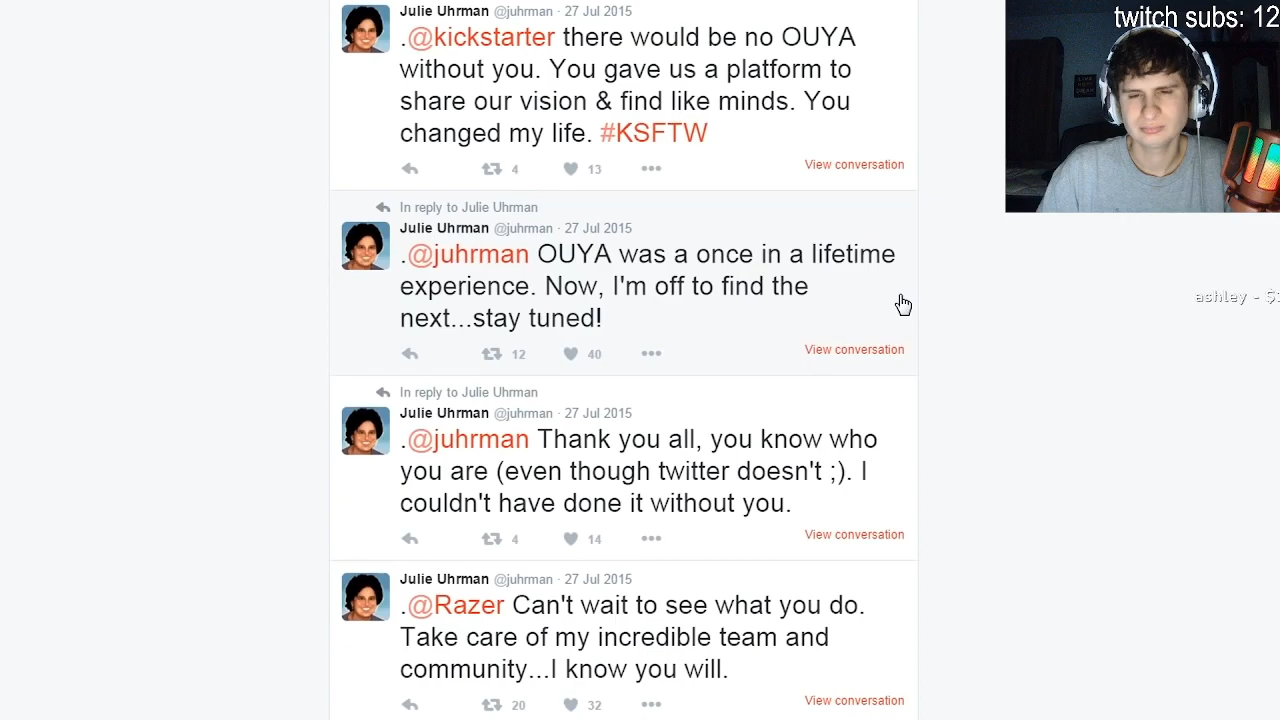 twitch subs: 12
Julie Uhrman @juhrman · 27 Jul 2015
.@kickstarter there would be no OUYA
without you. You gave us a platform to
share our vision & find like minds. You
changed my life. #KSFTW
4 13 ••• View conversation
In reply to Julie Uhrman
Julie Uhrman @juhrman · 27 Jul 2015
.@juhrman OUYA was a once in a lifetime
experience. Now, I'm off to find the
next...stay tuned!
12 40 ••• View conversation
ashley - $
In reply to Julie Uhrman
Julie Uhrman @juhrman · 27 Jul 2015
.@juhrman Thank you all, you know who
you are (even though twitter doesn't ;). I
couldn't have done it without you.
4 14 ••• View conversation
Julie Uhrman @juhrman · 27 Jul 2015
.@Razer Can't wait to see what you do.
Take care of my incredible team and
community...I know you will.
20 32 ••• View conversation